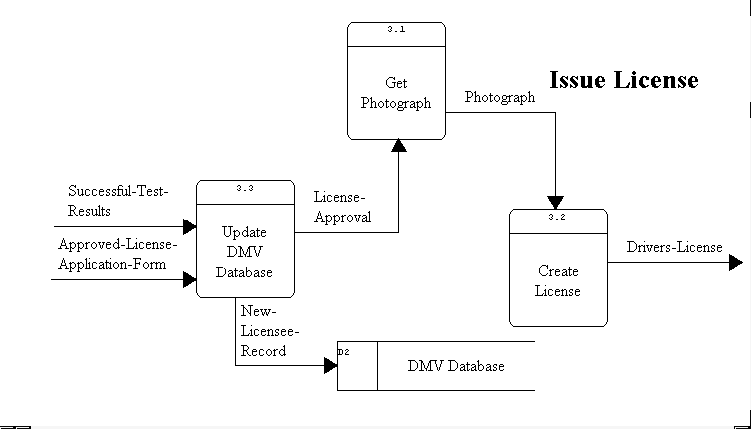 3.1
Get
Photograph
Issue License
Photograph
Successful-Test-
Results
3.3
License-
Approval
3.2
Update
DMV
Database
Approved-License-
Application-Form
Drivers-License
Create
License
New-
Licensee-
Record
D2
DMV Database